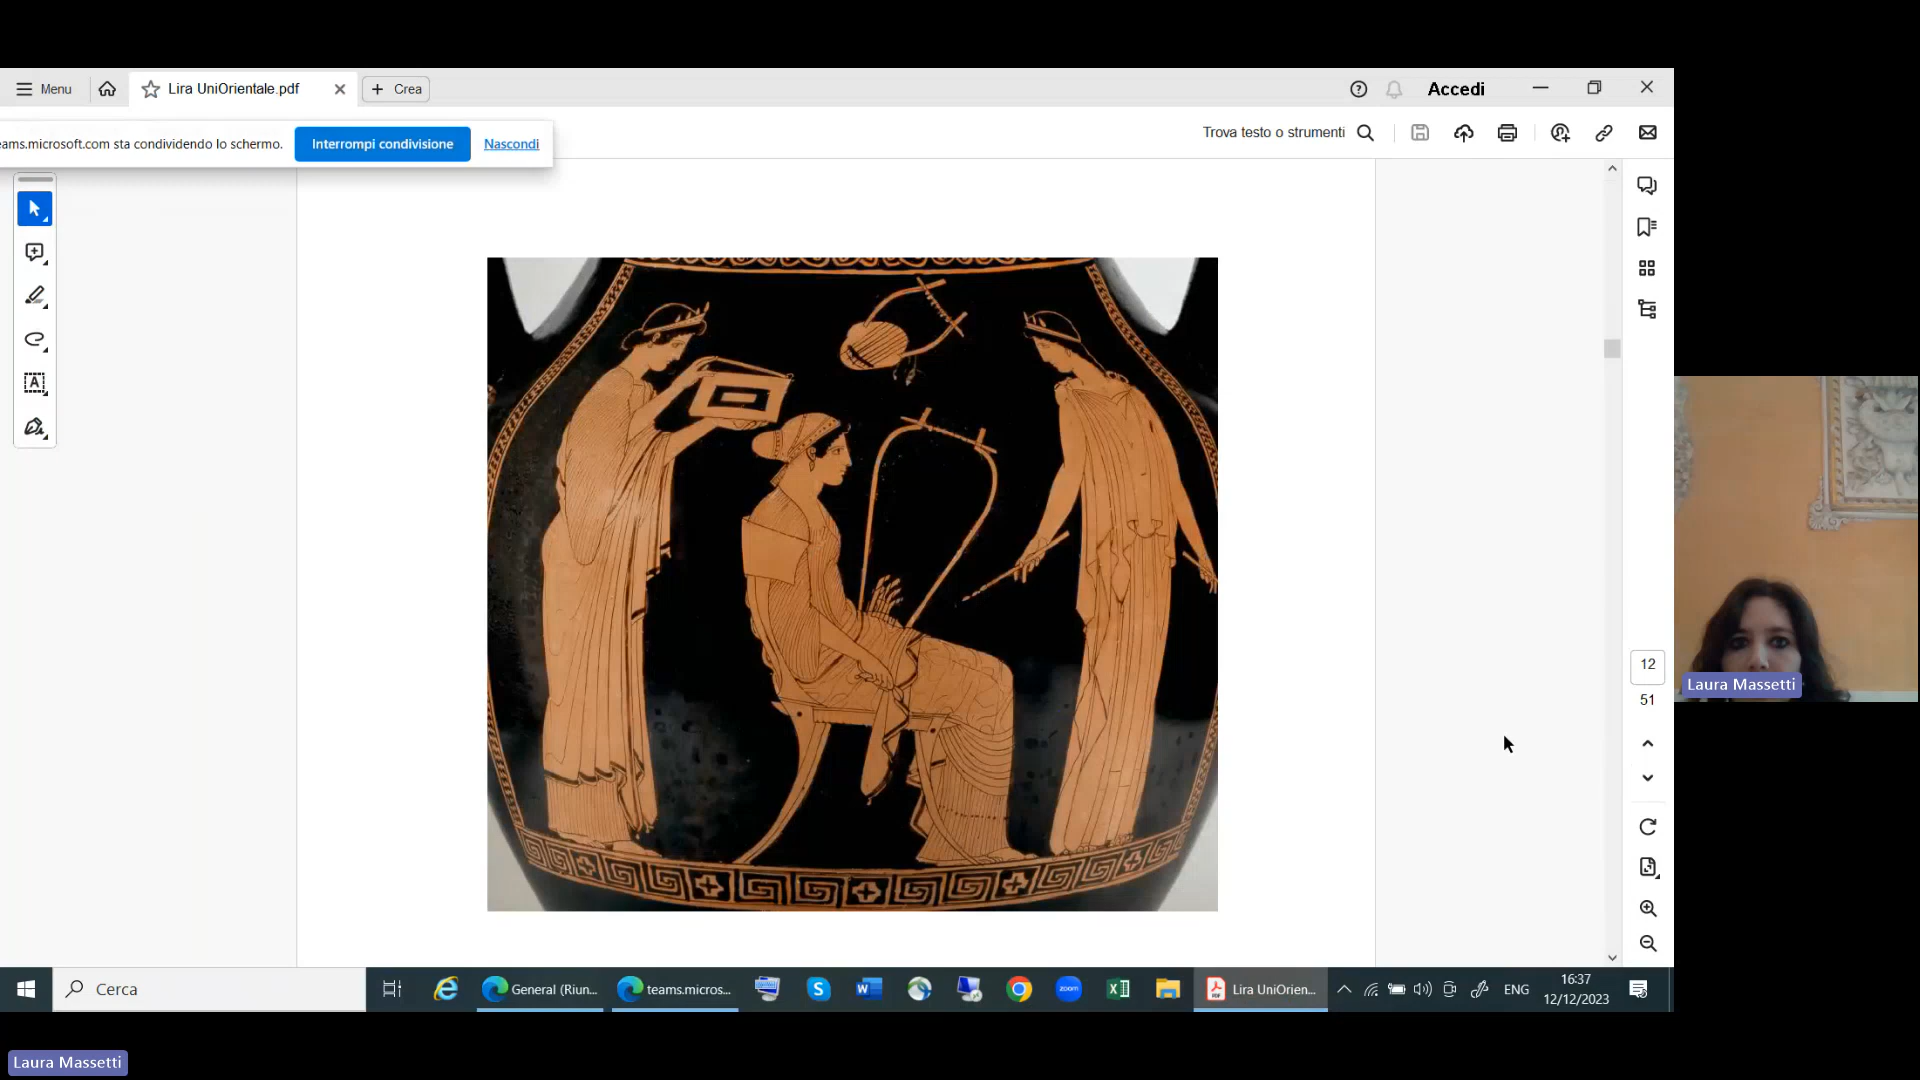 Menu
Lira UniOrientale.pdf
Crea
Accedi
eams.microsoft.com sta condividendo lo schermo.
Interrompi condivisione
Nascondi
Trova testo o strumenti
12
51
Laura Massetti
Cerca
General (Riun...
teams.micros...
zoom
Lira UniOrien...
ENG
16:37
12/12/2023
Laura Massetti